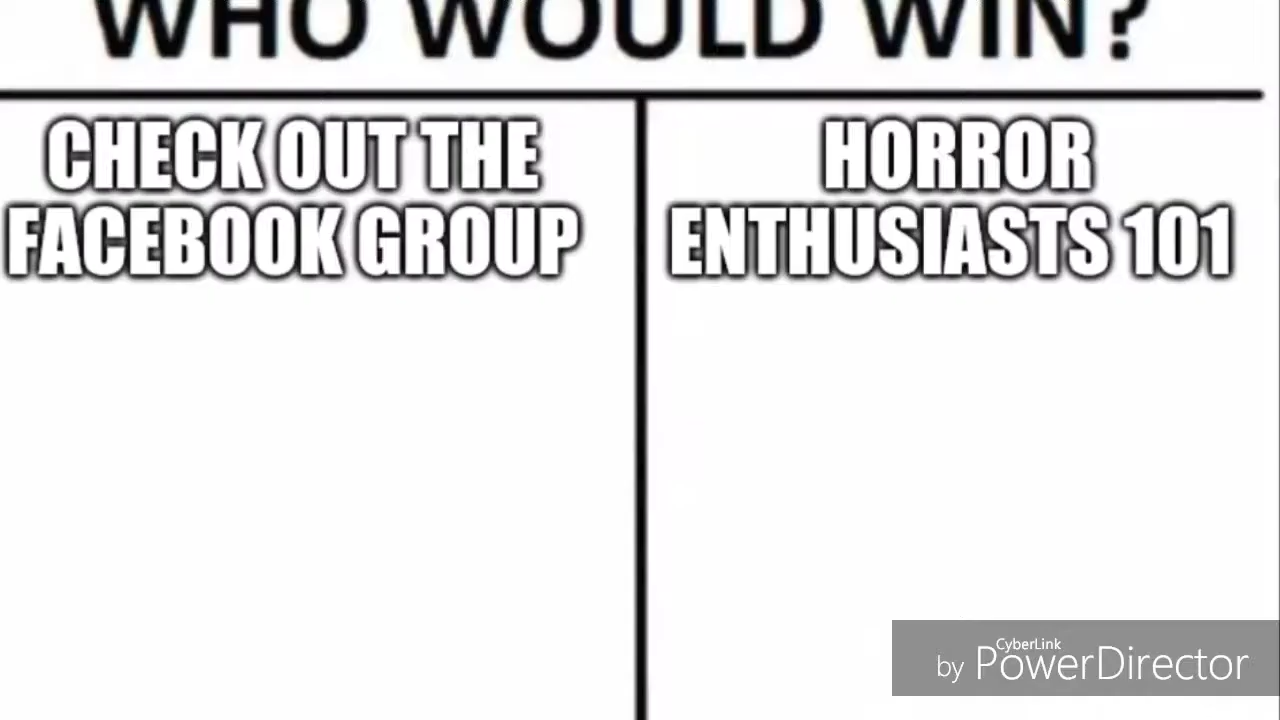 WHO WOULD WIN?
CHECK OUT THE
FACEBOOK GROUP
HORROR
ENTHUSIASTS 101
CyberLink
by PowerDirector